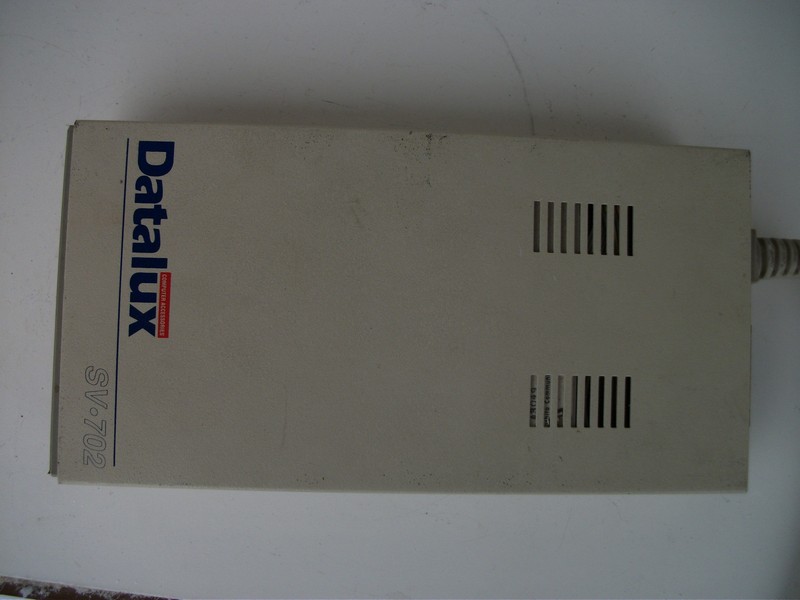 Datalux
COMPUTER ACCESSORIES
SV-702